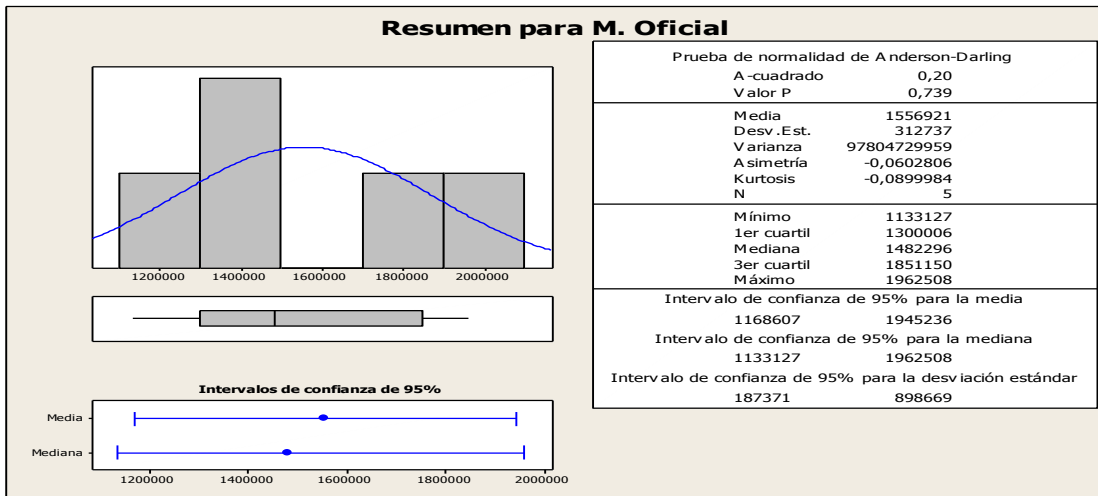 Resumen para M. Oficial
1200000 1400000 1600000 1800000 2000000
Intervalos de confianza de 95%
Media
Mediana
1200000 1400000 1600000 1800000 2000000
Prueba de normalidad de Anderson-Darling
A-cuadrado 0,20
Valor P 0,739
Media 1556921
Desv.Est. 312737
Varianza 97804729959
Asimetría -0,0602806
Kurtosis -0,0899984
N 5
Mínimo 1133127
1er cuartil 1300006
Mediana 1482296
3er cuartil 1851150
Máximo 1962508
Intervalo de confianza de 95% para la media
1168607 1945236
Intervalo de confianza de 95% para la mediana
1133127 1962508
Intervalo de confianza de 95% para la desviación estándar
187371 898669